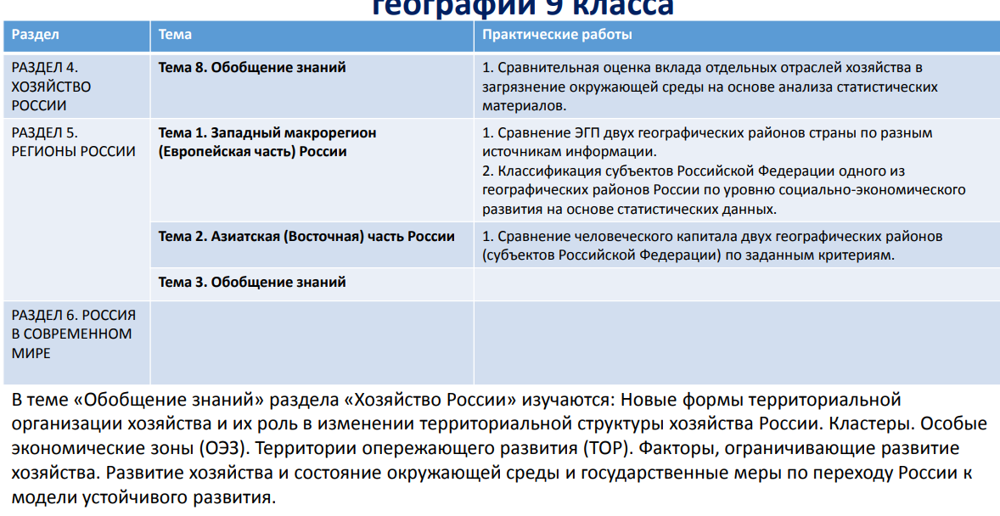 географии 9 класса
Раздел Тема Практические работы
РАЗДЕЛ 4.
ХОЗЯЙСТВО
РОССИИ
Тема 8. Обобщение знаний
1. Сравнительная оценка вклада отдельных отраслей хозяйства в
загрязнение окружающей среды на основе анализа статистических
материалов.
РАЗДЕЛ 5.
РЕГИОНЫ РОССИИ
Тема 1. Западный макрорегион
(Европейская часть) России
1. Сравнение ЭГП двух географических районов страны по разным
источникам информации.
2. Классификация субъектов Российской Федерации одного из
географических районов России по уровню социально-экономического
развития на основе статистических данных.
Тема 2. Азиатская (Восточная) часть России
1. Сравнение человеческого капитала двух географических районов
(субъектов Российской Федерации) по заданным критериям.
Тема 3. Обобщение знаний
РАЗДЕЛ 6. РОССИЯ
В СОВРЕМЕННОМ
МИРЕ
В теме «Обобщение знаний» раздела «Хозяйство России» изучаются: Новые формы территориальной
организации хозяйства и их роль в изменении территориальной структуры хозяйства России. Кластеры. Особые
экономические зоны (ОЭЗ). Территории опережающего развития (ТОР). Факторы, ограничивающие развитие
хозяйства. Развитие хозяйства и состояние окружающей среды и государственные меры по переходу России к
модели устойчивого развития.